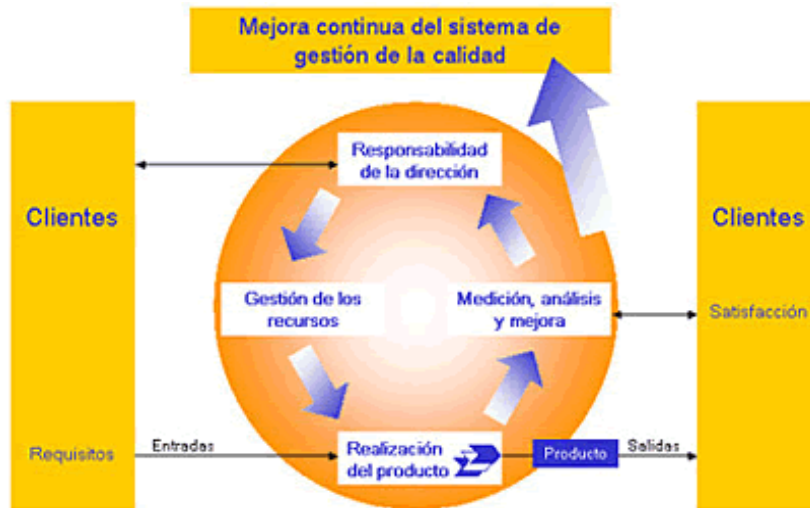 Mejora continua del sistema de
gestión de la calidad
Responsabilidad
de la dirección
Clientes
Clientes
Gestión de los
recursos
Medición, análisis
y mejora
Satisfacción
Requisitos
Entradas
Realización
del producto
Producto
Salidas